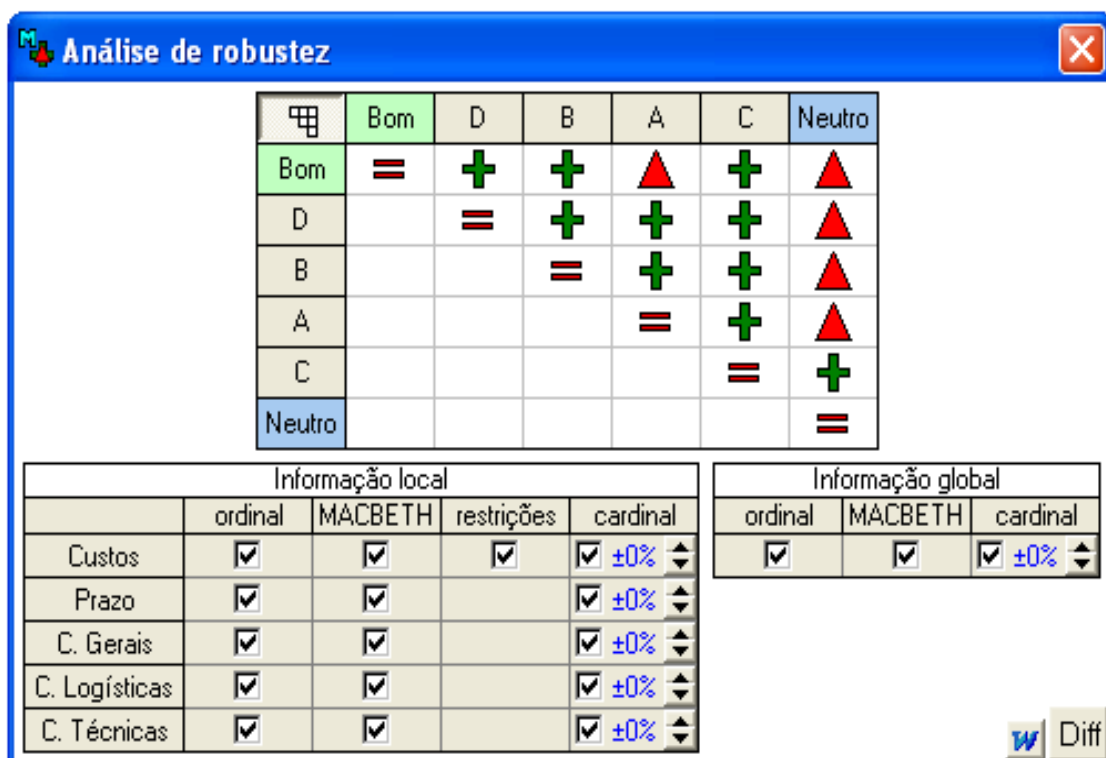 Análise de robustez
Bom D B A C Neutro
Bom = + + ▲ + ▲
D = + + + ▲
B = + + ▲
A = + ▲
C = +
Neutro =
Informação local
ordinal MACBETH restrições cardinal
Custos ±0%
Prazo ±0%
C. Gerais ±0%
C. Logísticas ±0%
C. Técnicas ±0%
Informação global
ordinal MACBETH cardinal
±0%
W Diff